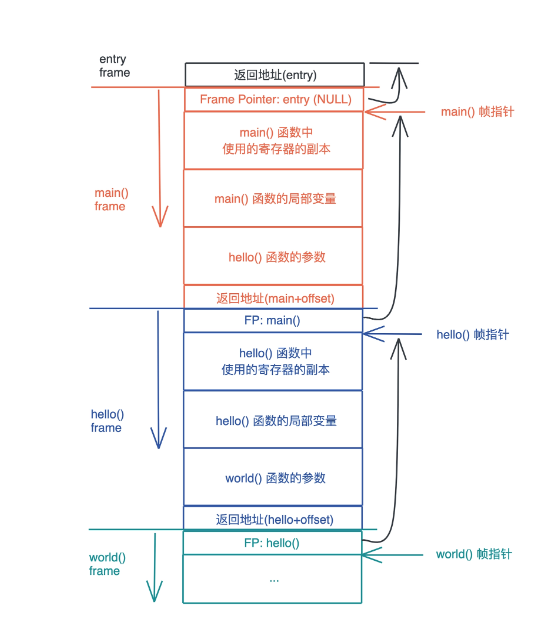 entry
frame
返回地址(entry)
Frame Pointer: entry (NULL)
main() 帧指针
main() 函数中
使用的寄存器的副本
main()
frame
main() 函数的局部变量
hello() 函数的参数
返回地址(main+offset)
FP: main()
hello() 帧指针
hello() 函数中
使用的寄存器的副本
hello()
frame
hello() 函数的局部变量
world() 函数的参数
返回地址(hello+offset)
FP: hello()
world() 帧指针
world()
frame
...